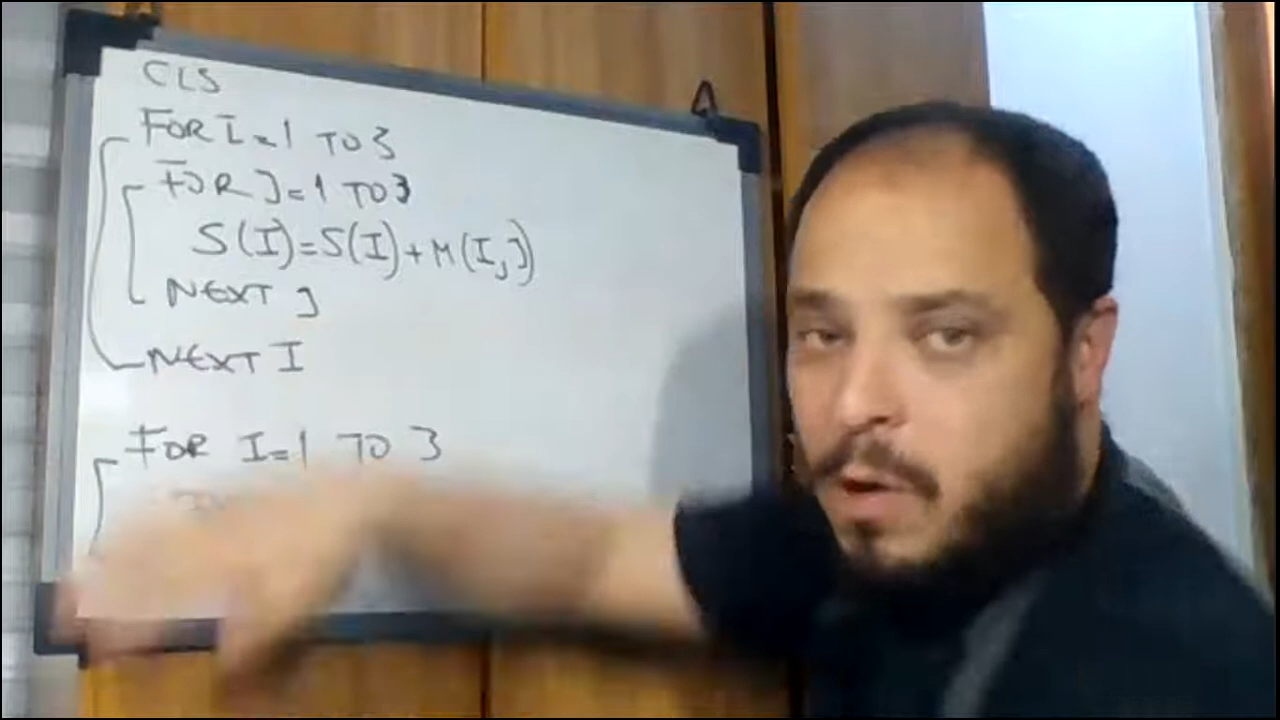 CLS
FOR I=1 TO 3
FOR J=1 TO 3
S(I)=S(I)+M(I,J)
NEXT J
NEXT I
FOR I=1 TO 3